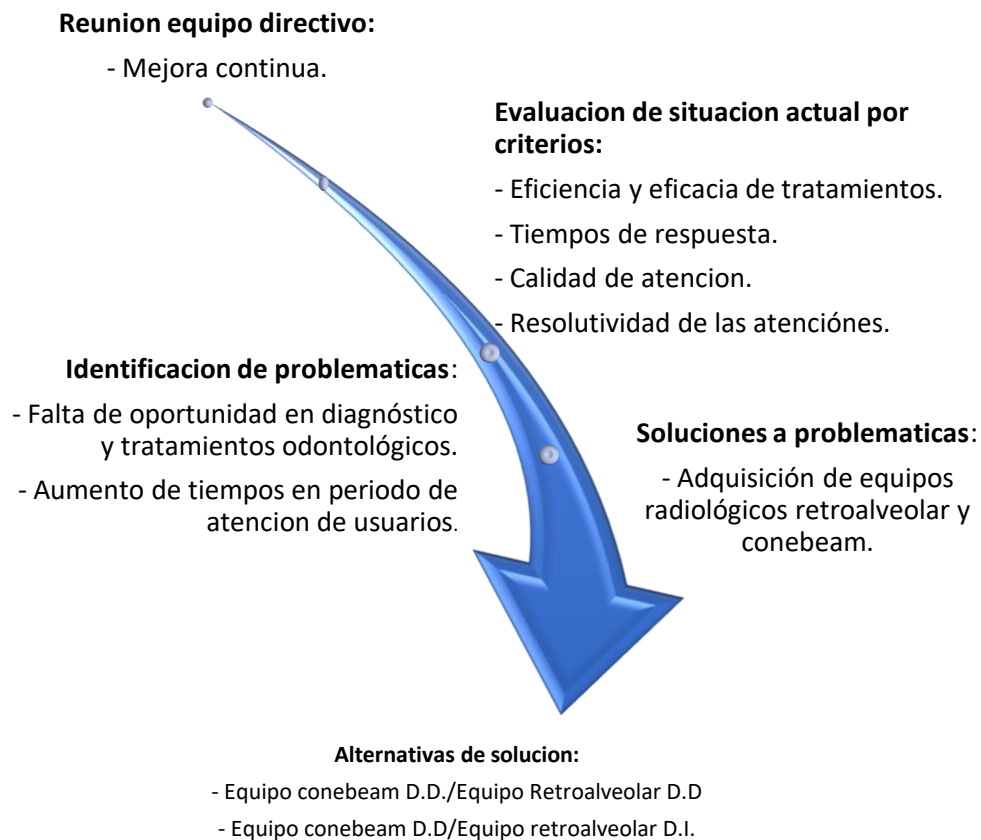 Reunion equipo directivo:
- Mejora continua.
Evaluacion de situacion actual por
criterios:
- Eficiencia y eficacia de tratamientos.
- Tiempos de respuesta.
- Calidad de atencion.
- Resolutividad de las atenciónes.
Identificacion de problematicas:
- Falta de oportunidad en diagnóstico
y tratamientos odontológicos.
- Aumento de tiempos en periodo de
atencion de usuarios.
Soluciones a problematicas:
- Adquisición de equipos
radiológicos retroalveolar y
conebeam.
Alternativas de solucion:
- Equipo conebeam D.D./Equipo Retroalveolar D.D
- Equipo conebeam D.D/Equipo retroalveolar D.I.